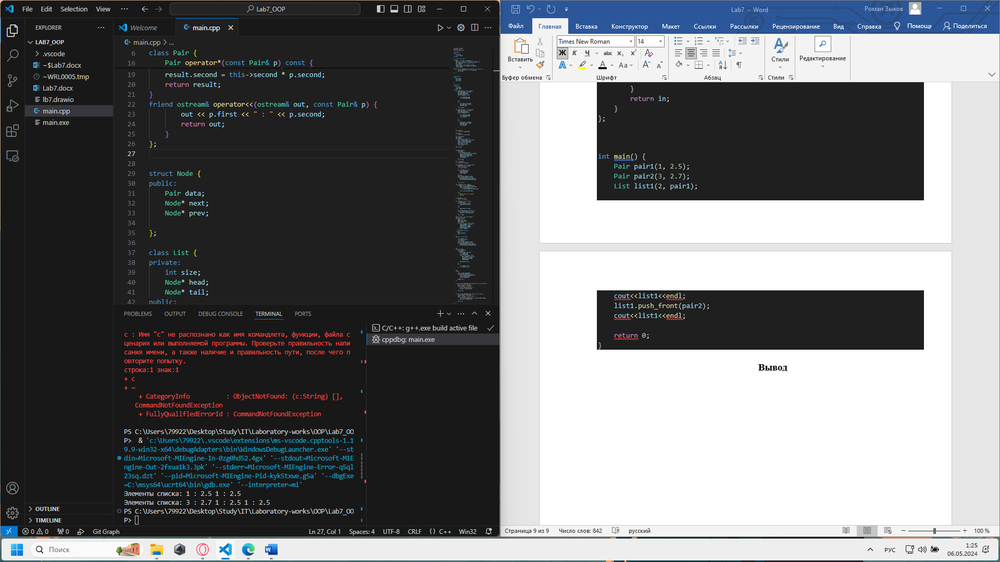 File Edit Selection View ··· Lab7_OOP
EXPLORER ···
LAB7_OOP
.vscode
~$Lab7.docx
~WRL0005.tmp
Lab7.docx
lb7.drawio
main.cpp
main.exe
OUTLINE
TIMELINE
Welcome main.cpp
main.cpp > ...
6 class Pair {
16 Pair operator*(const Pair& p) const {
19 result.second = this->second * p.second;
20 return result;
21 }
22 friend ostream& operator<<(ostream& out, const Pair& p) {
23 out << p.first << " : " << p.second;
24 return out;
25 }
26 };
27
28
29 struct Node {
30 public:
31 Pair data;
32 Node* next;
33 Node* prev;
34
35 };
36
37 class List {
38 private:
39 int size;
40 Node* head;
41 Node* tail;
42 public:
PROBLEMS OUTPUT DEBUG CONSOLE TERMINAL PORTS
c : Имя "c" не распознано как имя командлета, функции, файла с
ценария или выполняемой программы. Проверьте правильность напи
сания имени, а также наличие и правильность пути, после чего п
овторите попытку.
строка:1 знак:1
+ c
+ ~
+ CategoryInfo : ObjectNotFound: (c:String) [],
CommandNotFoundException
+ FullyQualifiedErrorId : CommandNotFoundException
PS C:\Users\79922\Desktop\Study\IT\Laboratory-works\OOP\Lab7_OO
P> & 'c:\Users\79922\.vscode\extensions\ms-vscode.cpptools-1.1
9.9-win32-x64\debugAdapters\bin\WindowsDebugLauncher.exe' '--st
din=Microsoft-MIEngine-In-0zg0hd52.4gx' '--stdout=Microsoft-MIE
ngine-Out-2fxua1k3.3pk' '--stderr=Microsoft-MIEngine-Error-q5ql
23sq.dzt' '--pid=Microsoft-MIEngine-Pid-kyk5txwe.g5a' '--dbgExe
=C:\msys64\ucrt64\bin\gdb.exe' '--interpreter=mi'
Элементы списка: 1 : 2.5 1 : 2.5
Элементы списка: 3 : 2.7 1 : 2.5 1 : 2.5
PS C:\Users\79922\Desktop\Study\IT\Laboratory-works\OOP\Lab7_OO
P>
C/C++: g++.exe build active file
cppdbg: main.exe
0 0 0 Git Graph Ln 27, Col 1 Spaces: 4 UTF-8 CRLF {} C++ Win32
Lab7 - Word Роман Зыков
Файл Главная Вставка Конструктор Макет Ссылки Рассылки Рецензирование Вид Справка Помощь Поделиться
Вставить
Буфер обмена
Times New Roman 14
Ж К Ч abc x₂ x²
A A Aa A A
Шрифт
Абзац
Стили
Стили
Редактирование
}
return in;
}
};
int main() {
Pair pair1(1, 2.5);
Pair pair2(3, 2.7);
List list1(2, pair1);
cout<<list1<<endl;
list1.push_front(pair2);
cout<<list1<<endl;
return 0;
}
Вывод
Страница 9 из 9 Число слов: 842 русский 100 %
Поиск
РУС 1:25
06.05.2024